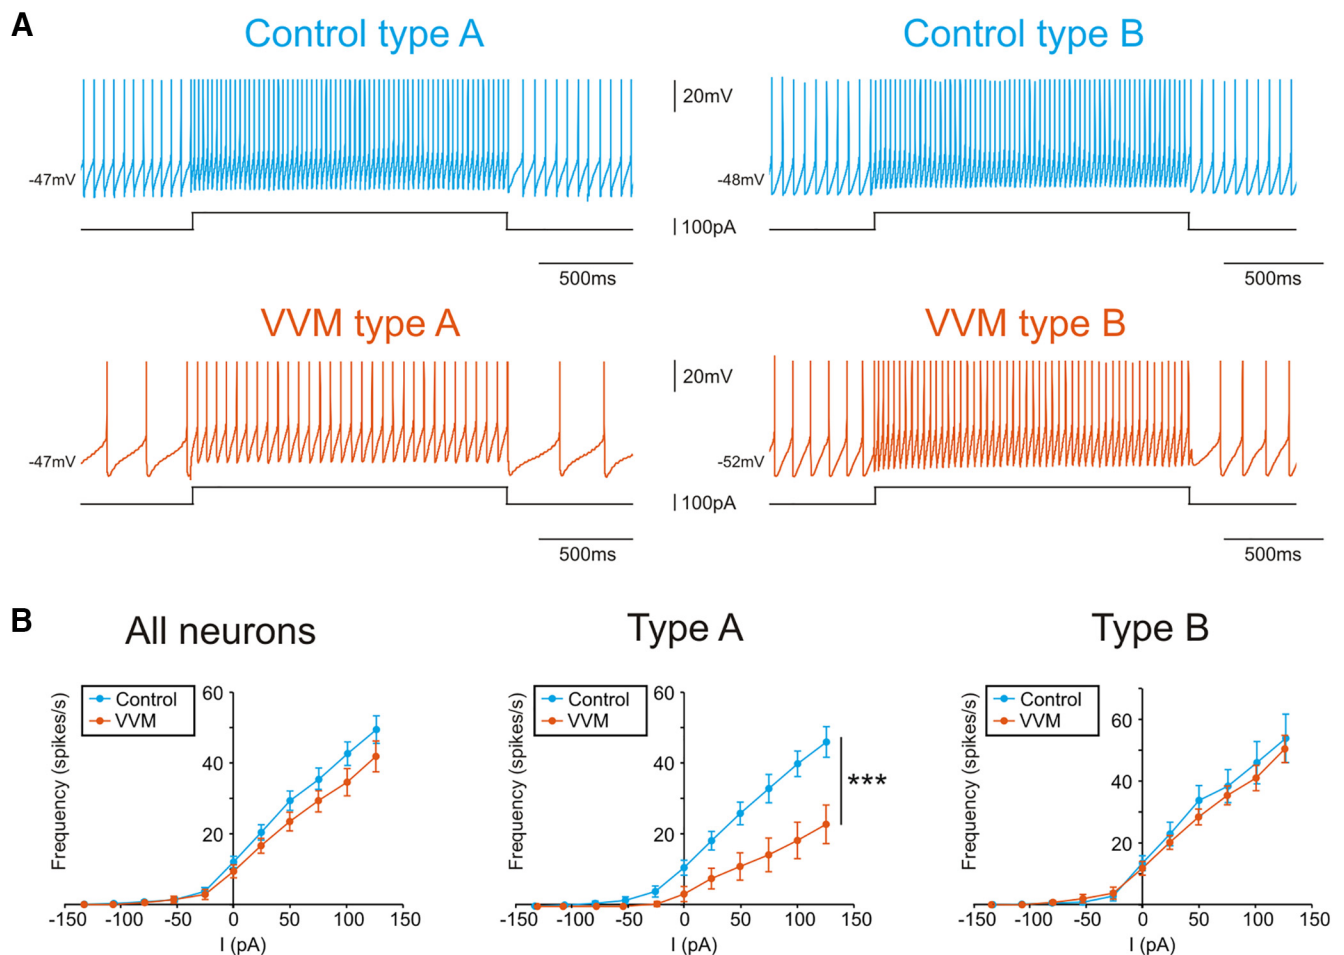 A
Control type A
Control type B
20mV
-47mV
-48mV
100pA
500ms
500ms
VVM type A
VVM type B
20mV
-47mV
-52mV
100pA
500ms
500ms
B
All neurons
Type A
Type B
Frequency (spikes/s)
Control
VVM
60
40
20
-150
-100
-50
0
50
100
150
I (pA)
Frequency (spikes/s)
Control
VVM
60
40
20
***
-150
-100
-50
0
50
100
150
I (pA)
Frequency (spikes/s)
Control
VVM
60
40
20
-150
-100
-50
0
50
100
150
I (pA)